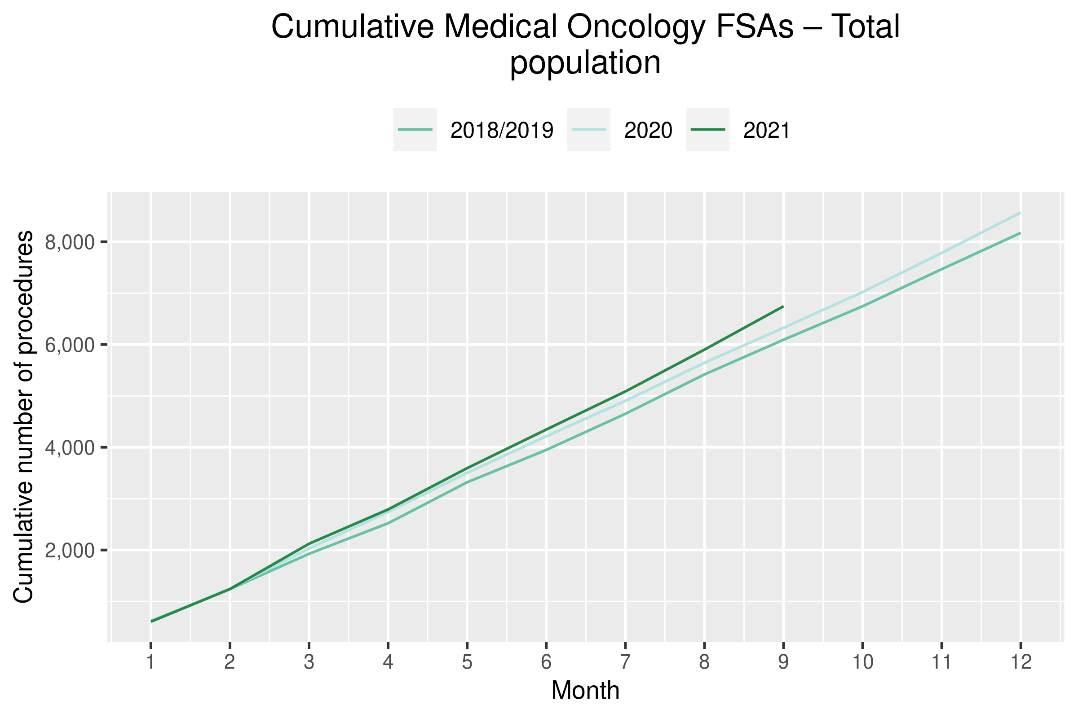 Cumulative Medical Oncology FSAs – Total
population
2018/2019 2020 2021
Cumulative number of procedures
8,000
6,000
4,000
2,000
1 2 3 4 5 6 7 8 9 10 11 12
Month